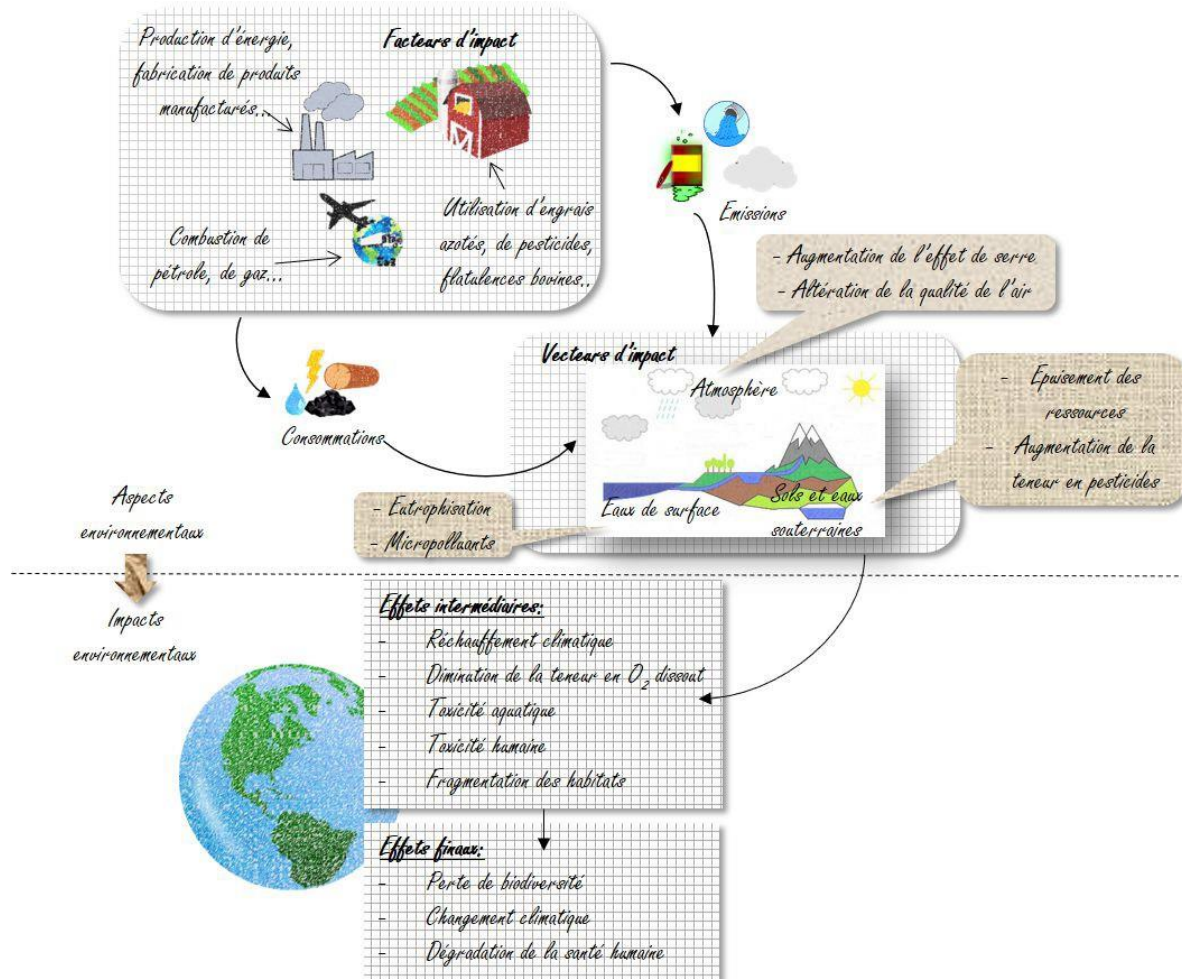 Production d'énergie,
fabrication de produits
manufacturés...
Facteurs d'impact
Combustion de
pétrole, de gaz...
Utilisation d'engrais
azotés, de pesticides,
flatulences bovines..
Emissions
- Augmentation de l'effet de serre
- Altération de la qualité de l'air
Consommations
Vecteurs d'impact
Atmosphère
Eaux de surface
Sols et eaux
souterraines
- Epuisement des
ressources
- Augmentation de la
teneur en pesticides
- Eutrophisation
- Micropolluants
Aspects
environnementaux
Impacts
environnementaux
Effets intermédiaires:
- Réchauffement climatique
- Diminution de la teneur en O₂ dissout
- Toxicité aquatique
- Toxicité humaine
- Fragmentation des habitats
Effets finaux:
- Perte de biodiversité
- Changement climatique
- Dégradation de la santé humaine